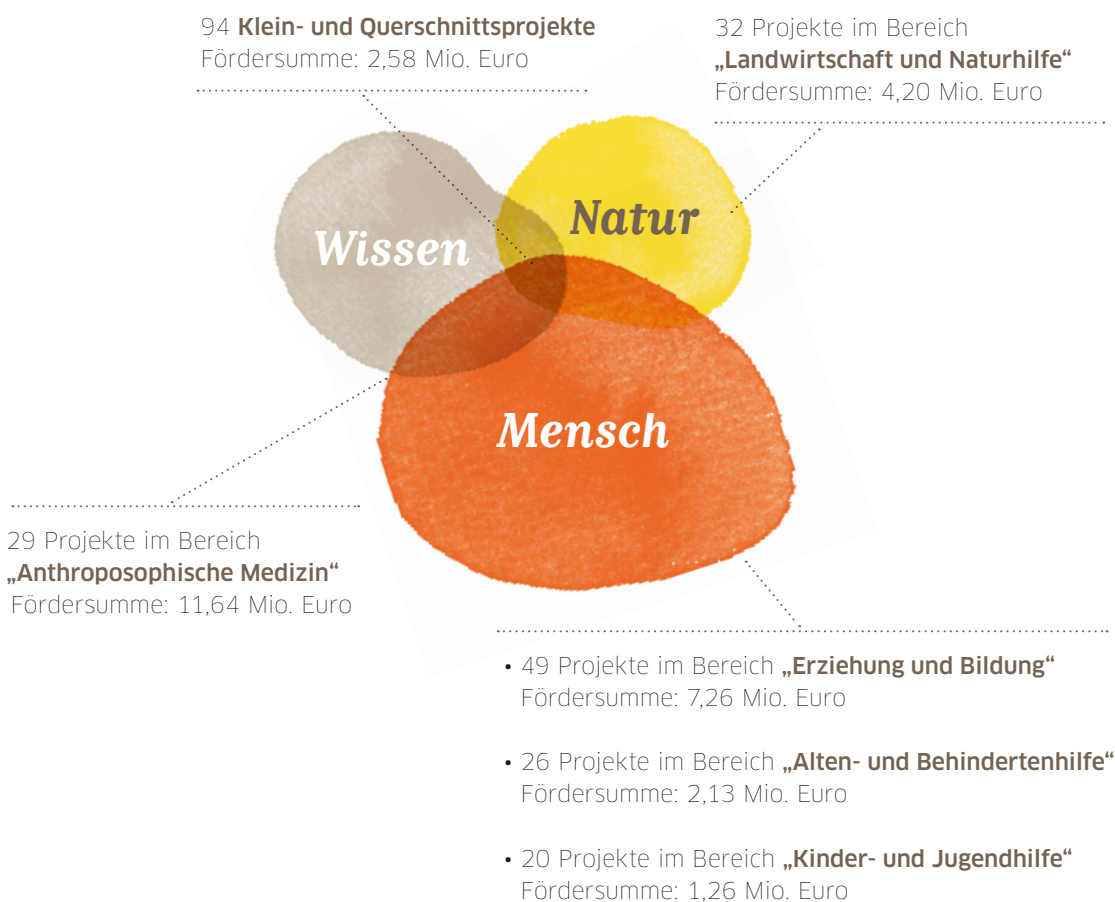 94 Klein- und Querschnittsprojekte
Fördersumme: 2,58 Mio. Euro
32 Projekte im Bereich
„Landwirtschaft und Naturhilfe“
Fördersumme: 4,20 Mio. Euro
Wissen
Natur
Mensch
29 Projekte im Bereich
„Anthroposophische Medizin“
Fördersumme: 11,64 Mio. Euro
• 49 Projekte im Bereich „Erziehung und Bildung“
Fördersumme: 7,26 Mio. Euro
• 26 Projekte im Bereich „Alten- und Behindertenhilfe“
Fördersumme: 2,13 Mio. Euro
• 20 Projekte im Bereich „Kinder- und Jugendhilfe“
Fördersumme: 1,26 Mio. Euro